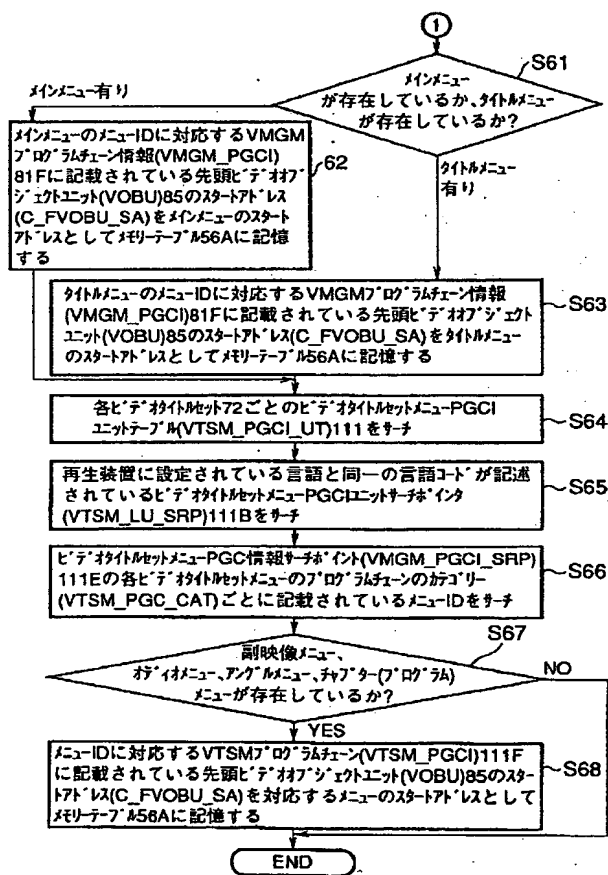 1
S61
メインメニュー
が存在しているか、タイトルメニュー
が存在しているか?
メインメニュー有り
タイトルメニュー
有り
62
メインメニューのメニューIDに対応するVMGM
プログラムチェーン情報(VMGM_PGCI)
81Fに記載されている先頭ビデオオブ
ジェクトユニット(VOBU)85のスタートアドレス
(C_FVOBU_SA)をメインメニューのスタート
アドレスとしてメモリーテーブル56Aに記憶
する
S63
タイトルメニューのメニューIDに対応するVMGMプログラムチェーン情報
(VMGM_PGCI)81Fに記載されている先頭ビデオオブジェクト
ユニット(VOBU)85のスタートアドレス(C_FVOBU_SA)をタイトルメニュー
のスタートアドレスとしてメモリーテーブル56Aに記憶する
S64
各ビデオタイトルセット72ごとのビデオタイトルセットメニューPGCI
ユニットテーブル(VTSM_PGCI_UT)111をサーチ
S65
再生装置に設定されている言語と同一の言語コードが記述
されているビデオタイトルセットメニューPGCIユニットサーチポインタ
(VTSM_LU_SRP)111Bをサーチ
S66
ビデオタイトルセットメニューPGC情報サーチポイント(VMGM_PGCI_SRP)
111Eの各ビデオタイトルセットメニューのプログラムチェーンのカテゴリー
(VTSM_PGC_CAT)ごとに記載されているメニューIDをサーチ
S67
副映像メニュー、
オディオメニュー、アングルメニュー、チャプター(プログラム)
メニューが存在しているか?
NO
YES
S68
メニューIDに対応するVTSMプログラムチェーン(VTSM_PGCI)111F
に記載されている先頭ビデオオブジェクトユニット(VOBU)85のスタ-
ートアドレス(C_FVOBU_SA)を対応するメニューのスタートアドレスとして
メモリーテーブル56Aに記憶する
END